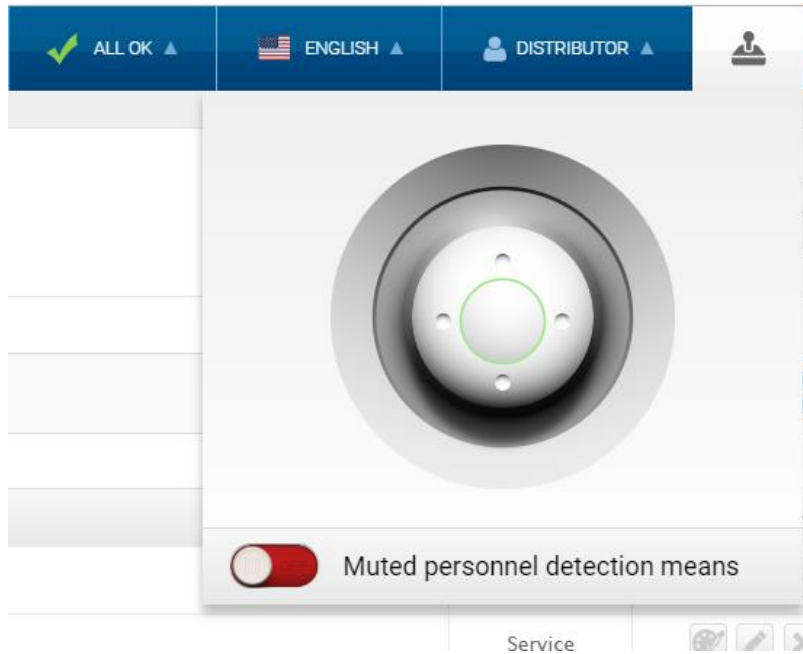 ALL OK
ENGLISH
DISTRIBUTOR
Muted personnel detection means
Service